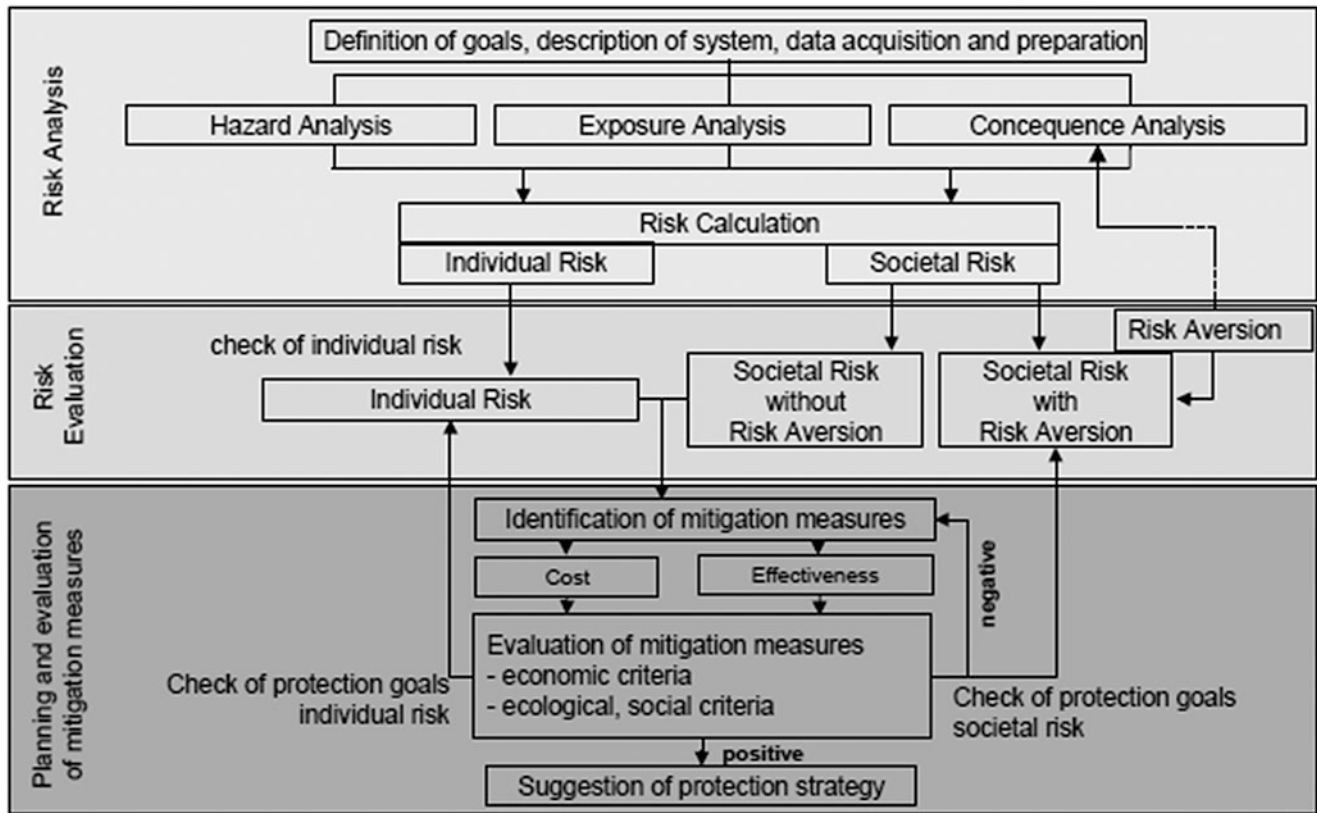 Risk Analysis
Definition of goals, description of system, data acquisition and preparation
Hazard Analysis
Exposure Analysis
Concequence Analysis
Risk Calculation
Individual Risk
Societal Risk
Risk
Evaluation
check of individual risk
Risk Aversion
Individual Risk
Societal Risk
without
Risk Aversion
Societal Risk
with
Risk Aversion
Planning and evaluation
of mitigation measures
Identification of mitigation measures
Cost
Effectiveness
negative
Evaluation of mitigation measures
- economic criteria
- ecological, social criteria
Check of protection goals
individual risk
Check of protection goals
societal risk
positive
Suggestion of protection strategy